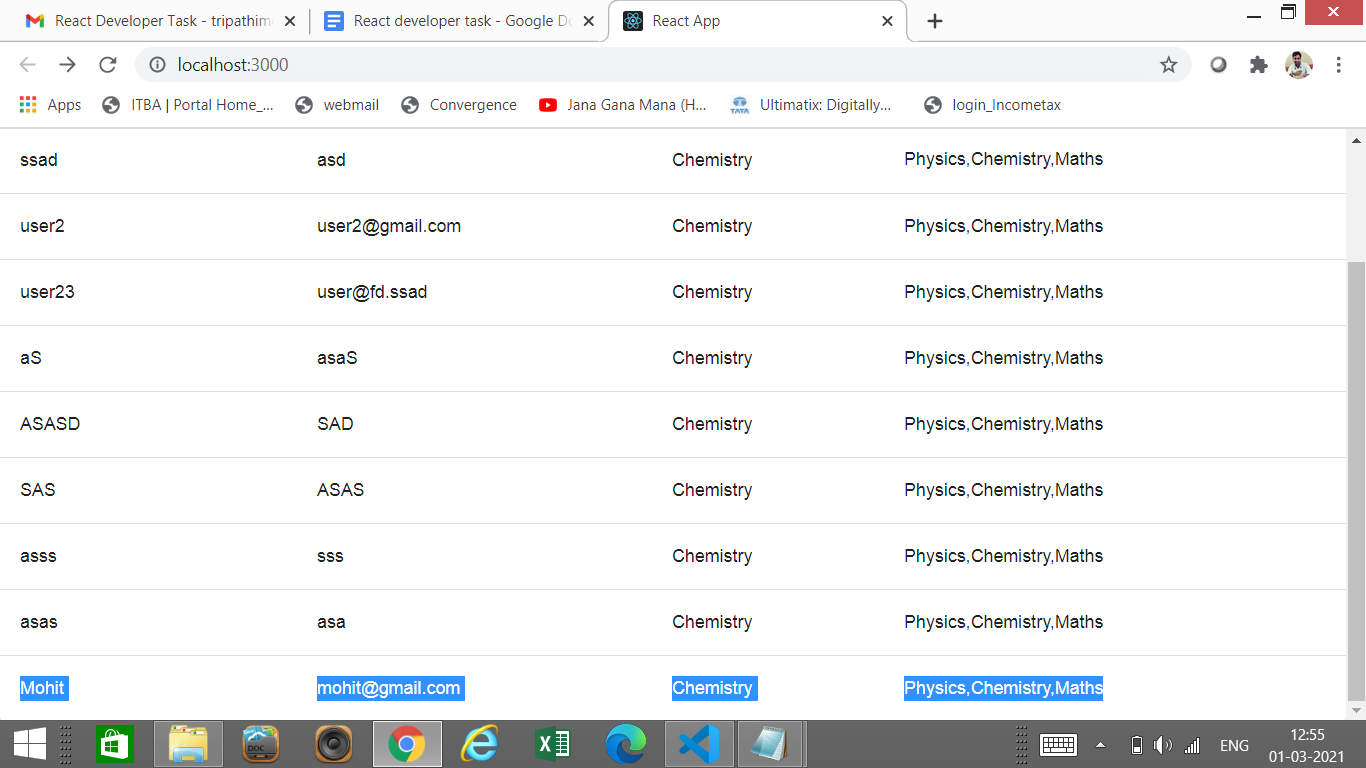 React Developer Task - tripathim
React developer task - Google Do
React App
localhost:3000
Apps
ITBA | Portal Home_...
webmail
Convergence
Jana Gana Mana (H...
TATA
Ultimatix: Digitally...
login_Incometax
ssad asd Chemistry Physics,Chemistry,Maths
user2 user2@gmail.com Chemistry Physics,Chemistry,Maths
user23 user@fd.ssad Chemistry Physics,Chemistry,Maths
aS asaS Chemistry Physics,Chemistry,Maths
ASASD SAD Chemistry Physics,Chemistry,Maths
SAS ASAS Chemistry Physics,Chemistry,Maths
asss sss Chemistry Physics,Chemistry,Maths
asas asa Chemistry Physics,Chemistry,Maths
Mohit mohit@gmail.com Chemistry Physics,Chemistry,Maths
DOC
ENG
12:55
01-03-2021